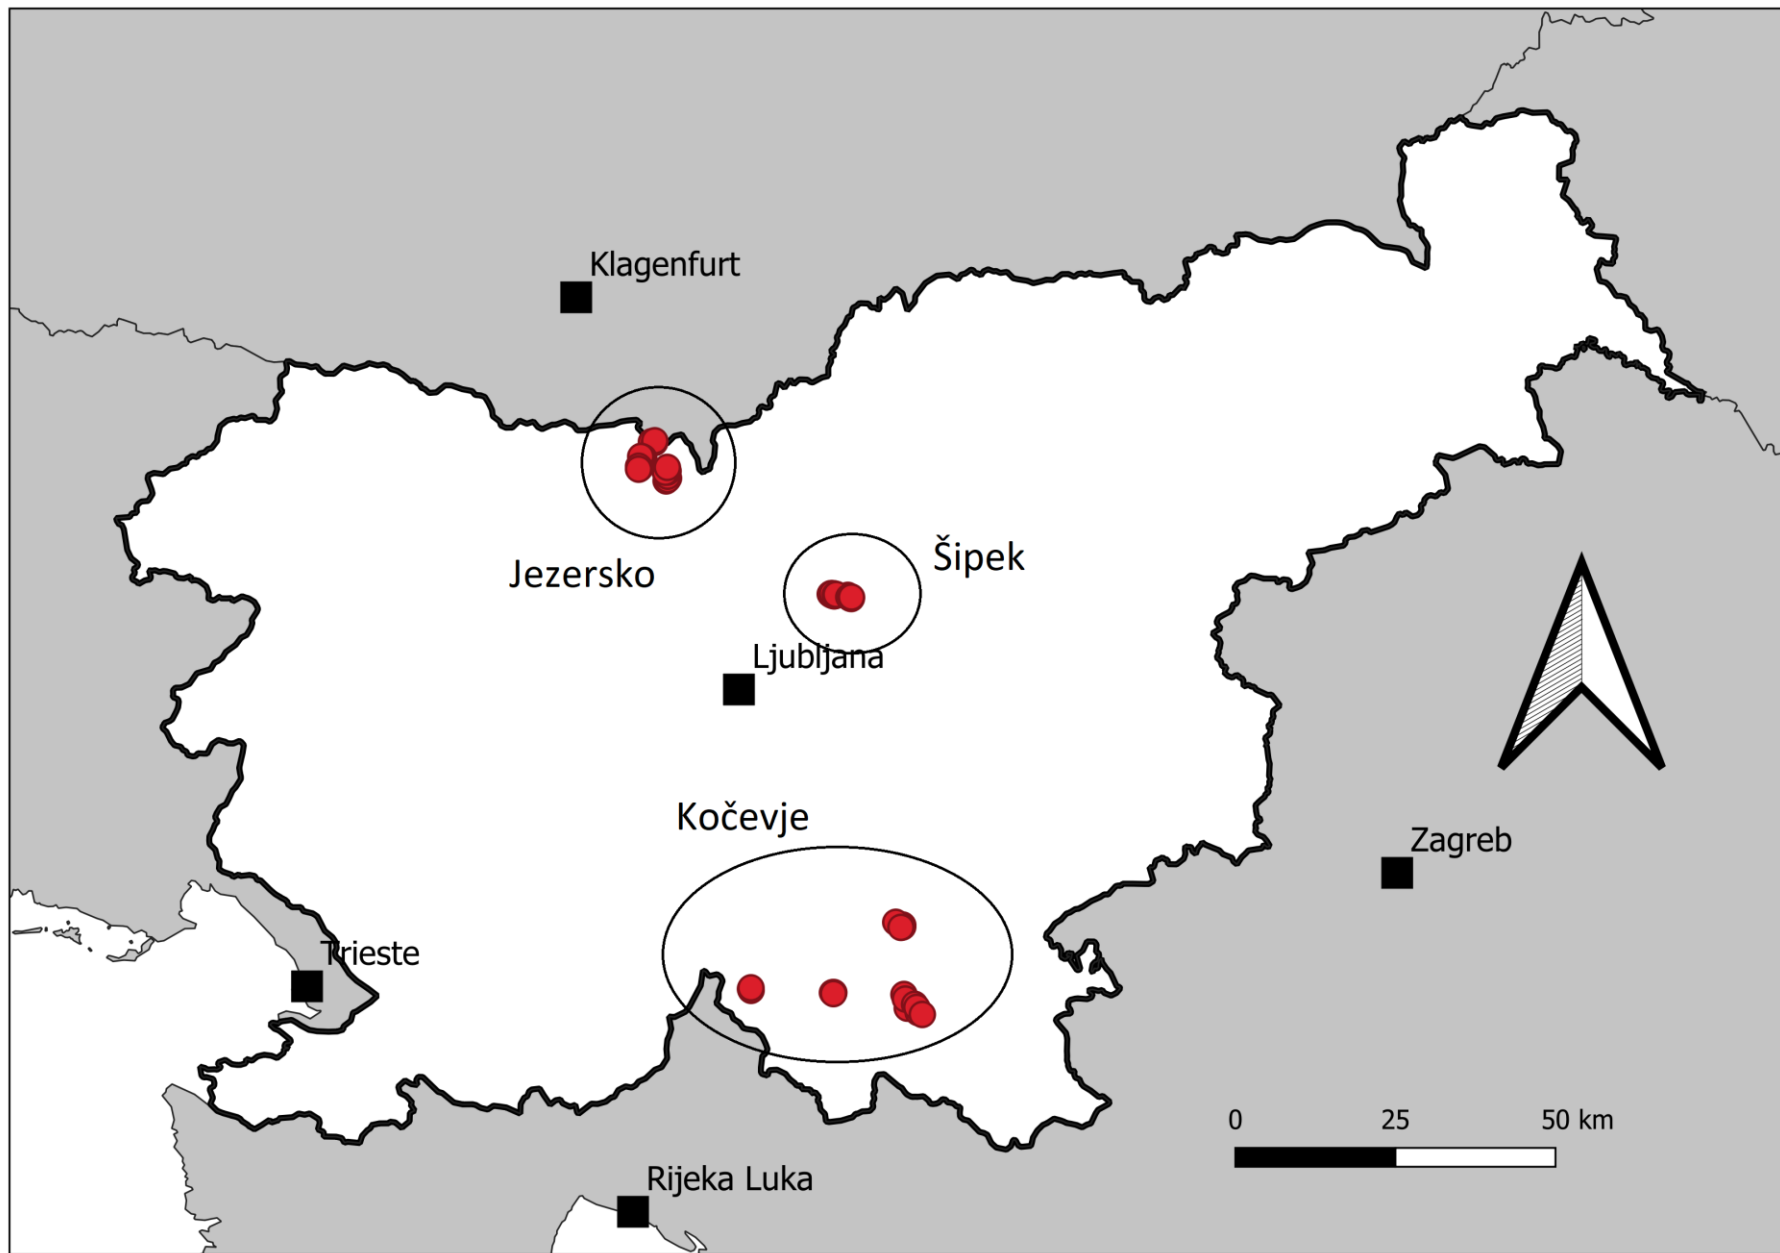 Klagenfurt
Jezersko
Šipek
Ljubljana
Kočevje
Zagreb
Trieste
0 25 50 km
Rijeka Luka